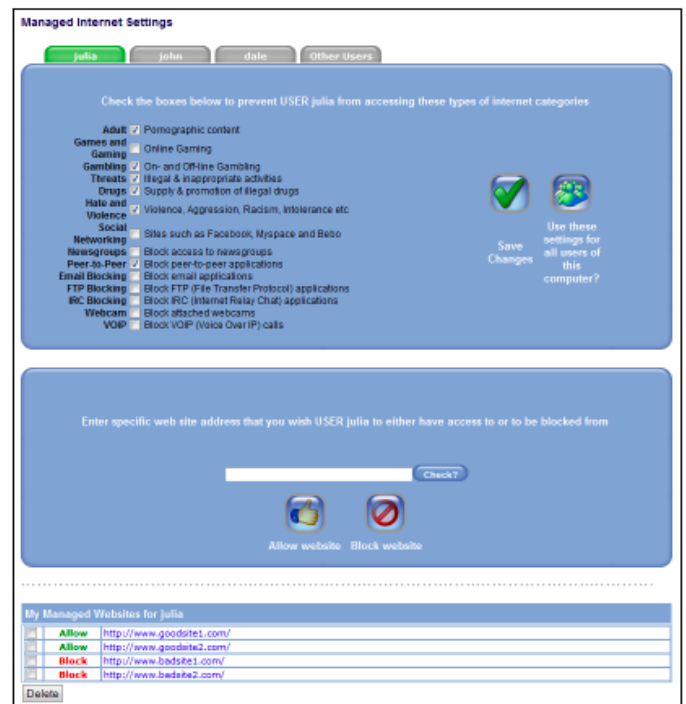 Managed Internet Settings
julia john dale Other Users
Check the boxes below to prevent USER julia from accessing these types of internet categories
Adult Pornographic content
Games and Gaming Online Gaming
Gambling On- and Off-line Gambling
Threats Illegal & inappropriate activities
Drugs Supply & promotion of illegal drugs
Hate and Violence Violence, Aggression, Racism, Intolerance etc
Social Networking Sites such as Facebook, Myspace and Bebo
Newsgroups Block access to newsgroups
Peer-to-Peer Block peer-to-peer applications
Email Blocking Block email applications
FTP Blocking Block FTP (File Transfer Protocol) applications
IRC Blocking Block IRC (Internet Relay Chat) applications
Webcam Block attached webcams
VOIP Block VOIP (Voice Over IP) calls
Save
Changes
Use these
settings for
all users of
this
computer?
Enter specific web site address that you wish USER julia to either have access to or to be blocked from
Check?
Allow website Block website
My Managed Websites for julia
Allow http://www.goodsite1.com/
Allow http://www.goodsite2.com/
Block http://www.badsite1.com/
Block http://www.badsite2.com/
Delete